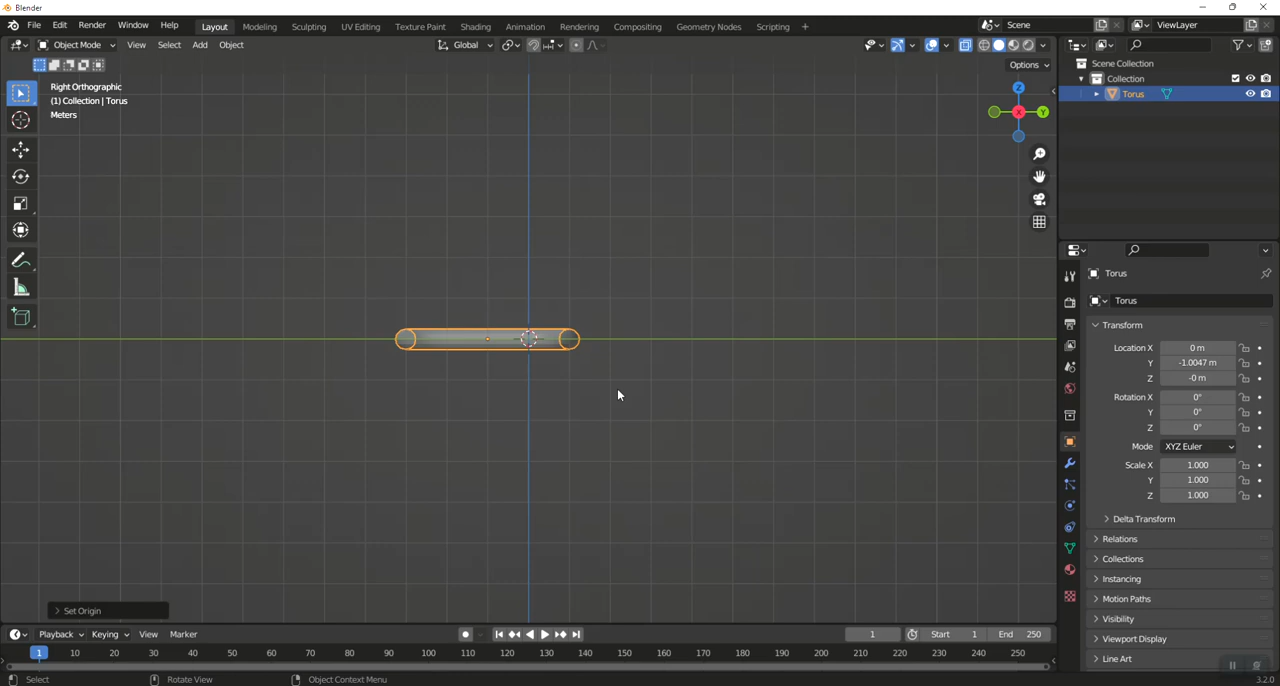 Blender
File Edit Render Window Help Layout Modeling Sculpting UV Editing Texture Paint Shading Animation Rendering Compositing Geometry Nodes Scripting + Scene ViewLayer
Object Mode View Select Add Object Global
Options
Right Orthographic
(1) Collection | Torus
Meters
Z
X
Y
Scene Collection
Collection
Torus
Torus
Torus
Transform
Location X 0 m
Y -1.0047 m
Z -0 m
Rotation X 0°
Y 0°
Z 0°
Mode XYZ Euler
Scale X 1.000
Y 1.000
Z 1.000
Delta Transform
Relations
Collections
Instancing
Motion Paths
Visibility
Viewport Display
Line Art
Set Origin
Playback Keying View Marker 1 Start 1 End 250
1 10 20 30 40 50 60 70 80 90 100 110 120 130 140 150 160 170 180 190 200 210 220 230 240 250
Select Rotate View Object Context Menu 3.2.0